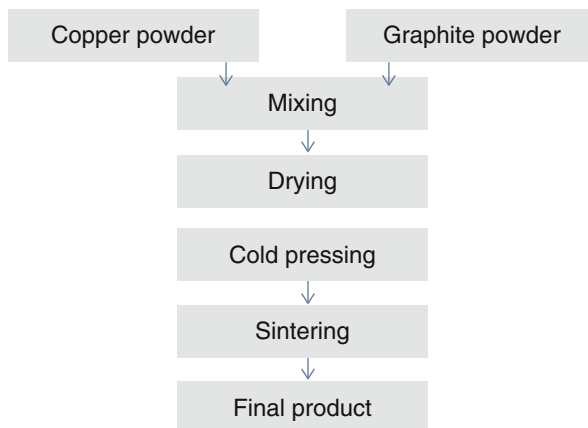 Copper powder
Graphite powder
Mixing
Drying
Cold pressing
Sintering
Final product